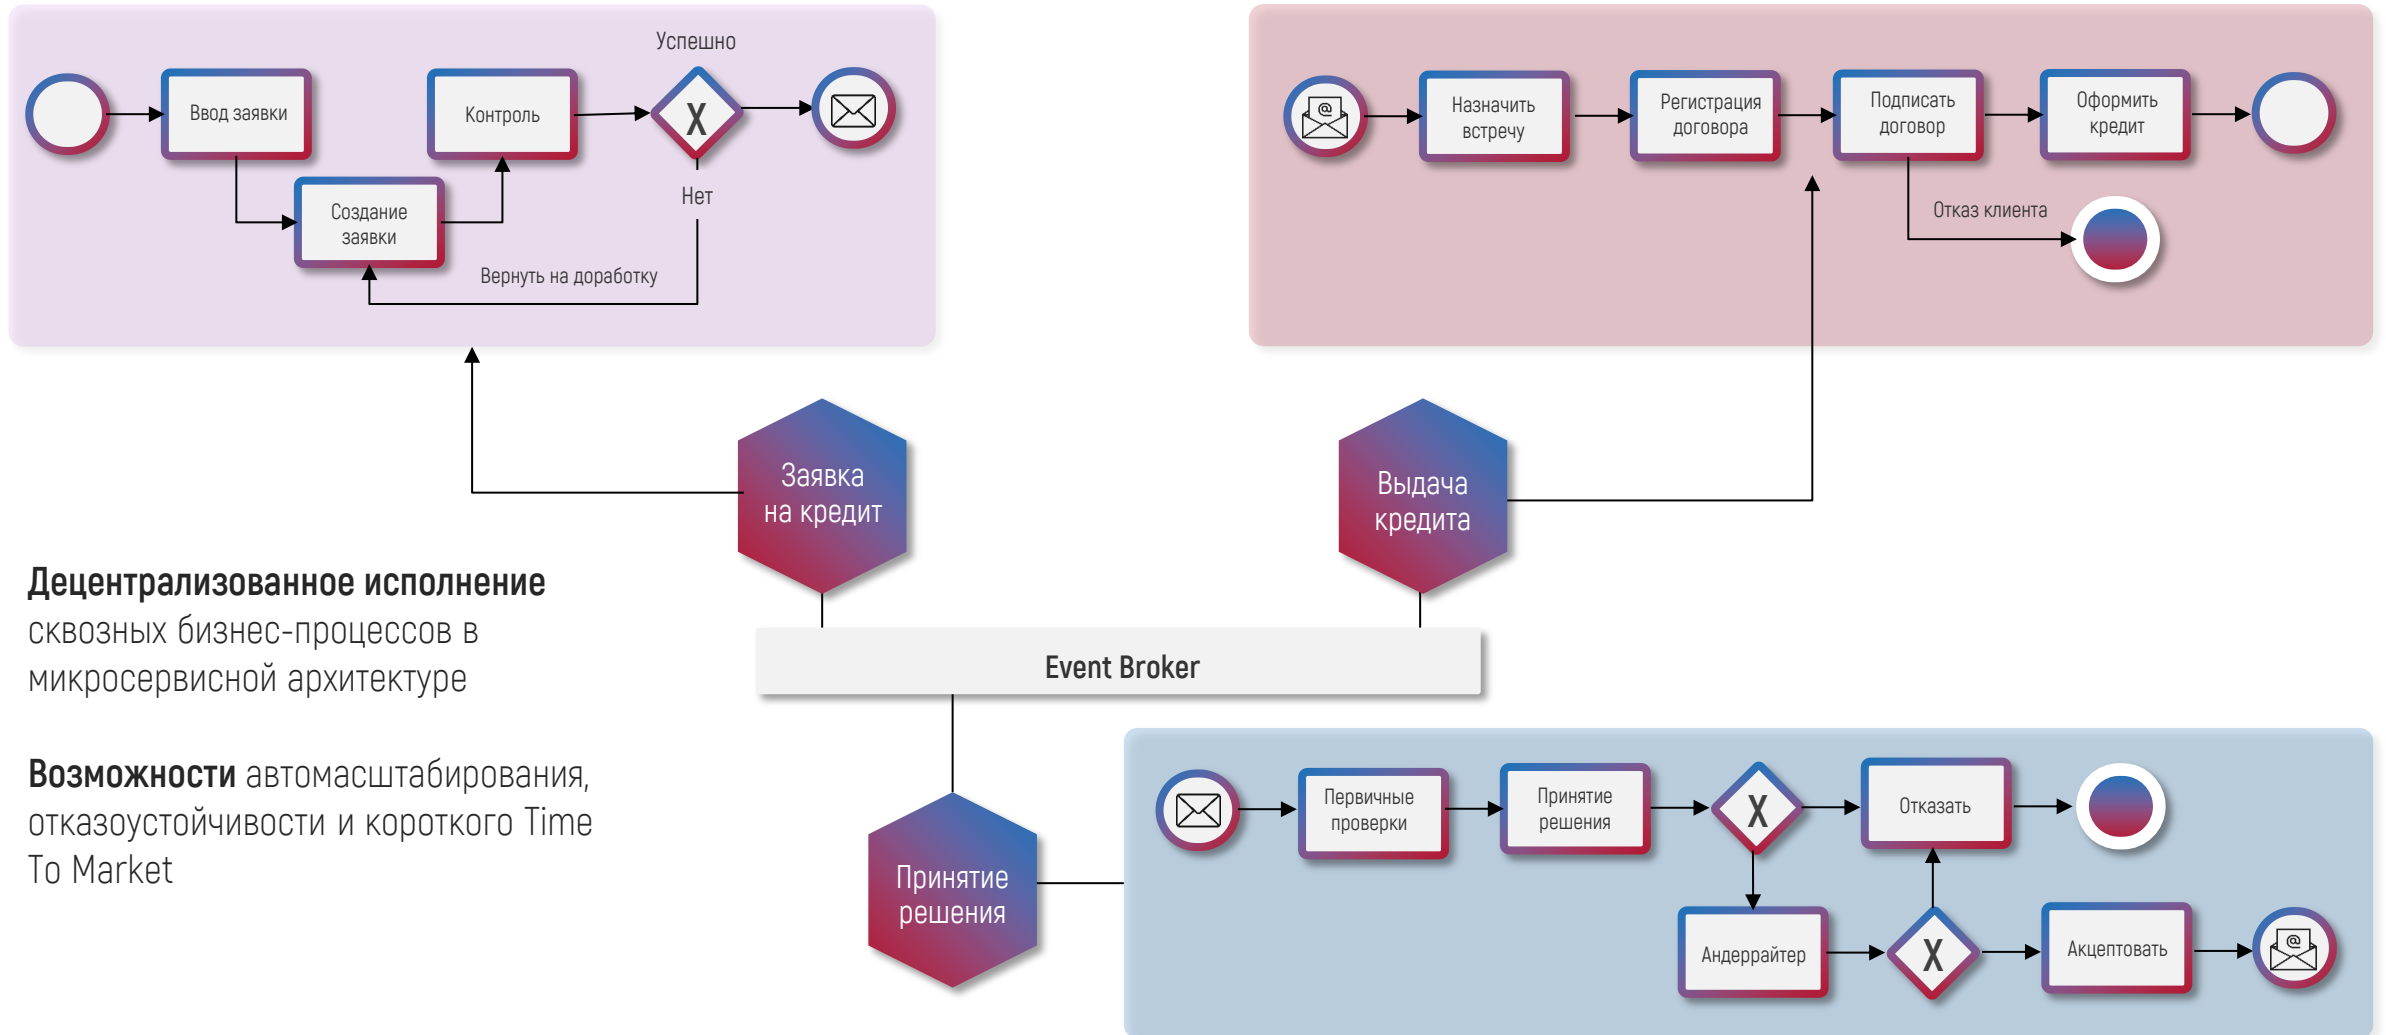 Успешно
Ввод заявки
Контроль
X
Нет
Создание
заявки
Вернуть на доработку
@
Назначить
встречу
Регистрация
договора
Подписать
договор
Оформить
кредит
Отказ клиента
Заявка
на кредит
Выдача
кредита
Децентрализованное исполнение
сквозных бизнес-процессов в
микросервисной архитектуре
Event Broker
Возможности автомасштабирования,
отказоустойчивости и короткого Time
To Market
Принятие
решения
Первичные
проверки
Принятие
решения
X
Отказать
Андеррайтер
X
Акцептовать
@